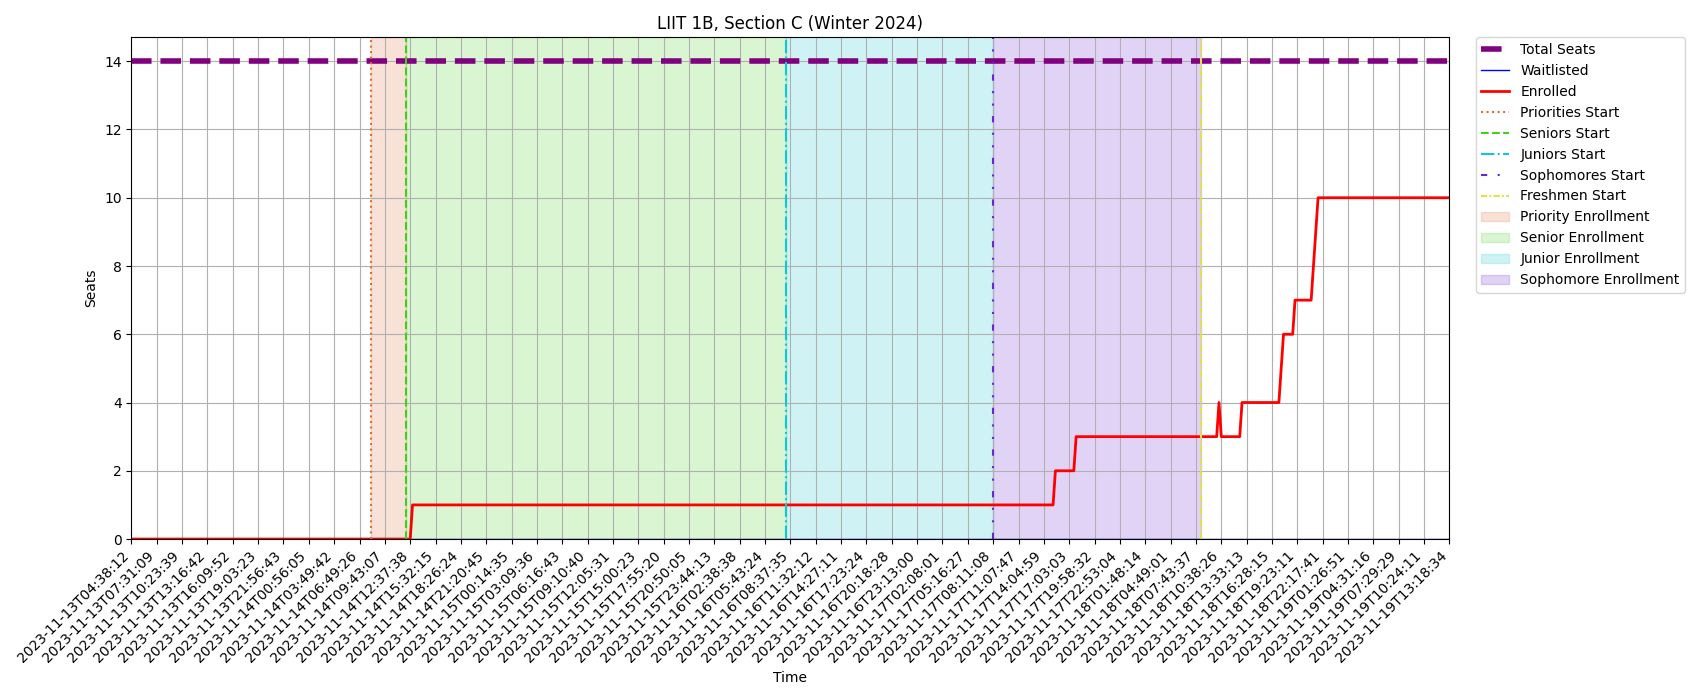 LIIT 1B, Section C (Winter 2024)
14
12
10
8
6
4
2
0
Seats
Total Seats
Waitlisted
Enrolled
Priorities Start
Seniors Start
Juniors Start
Sophomores Start
Freshmen Start
Priority Enrollment
Senior Enrollment
Junior Enrollment
Sophomore Enrollment
2023-11-13T04:38:12
2023-11-13T07:31:09
2023-11-13T10:23:39
2023-11-13T13:16:42
2023-11-13T16:09:52
2023-11-13T19:03:23
2023-11-13T21:56:43
2023-11-14T00:56:05
2023-11-14T03:49:42
2023-11-14T06:49:26
2023-11-14T09:43:07
2023-11-14T12:37:38
2023-11-14T15:32:15
2023-11-14T18:26:24
2023-11-14T21:20:45
2023-11-15T00:14:35
2023-11-15T03:09:36
2023-11-15T06:16:43
2023-11-15T09:10:40
2023-11-15T12:05:31
2023-11-15T15:00:23
2023-11-15T17:55:20
2023-11-15T20:50:05
2023-11-15T23:44:13
2023-11-16T02:38:38
2023-11-16T05:43:24
2023-11-16T08:37:35
2023-11-16T11:32:12
2023-11-16T14:27:11
2023-11-16T17:23:24
2023-11-16T20:18:28
2023-11-16T23:13:00
2023-11-17T02:08:01
2023-11-17T05:16:27
2023-11-17T08:11:08
2023-11-17T11:07:47
2023-11-17T14:04:59
2023-11-17T17:03:03
2023-11-17T19:58:32
2023-11-17T22:53:04
2023-11-18T01:48:14
2023-11-18T04:49:01
2023-11-18T07:43:37
2023-11-18T10:38:26
2023-11-18T13:33:13
2023-11-18T16:28:15
2023-11-18T19:23:11
2023-11-18T22:17:41
2023-11-19T01:26:51
2023-11-19T04:31:16
2023-11-19T07:29:29
2023-11-19T10:24:11
2023-11-19T13:18:34
Time